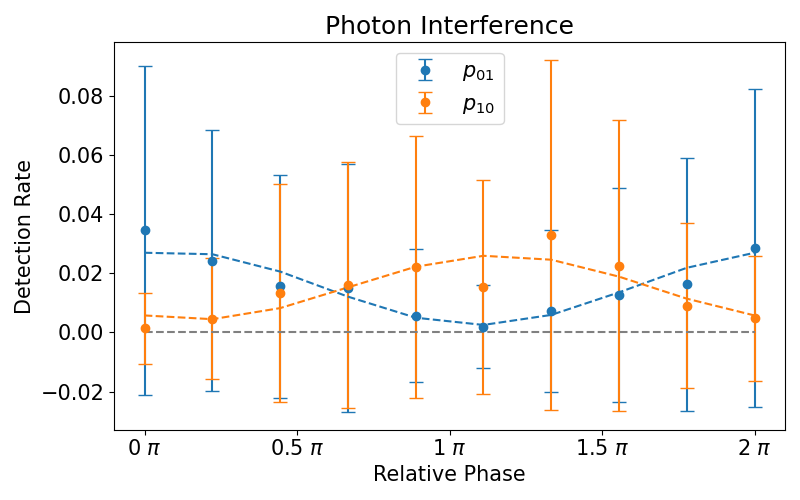 Photon Interference
p₀₁
p₁₀
Detection Rate
0.08
0.06
0.04
0.02
0.00
−0.02
0 π 0.5 π 1 π 1.5 π 2 π
Relative Phase